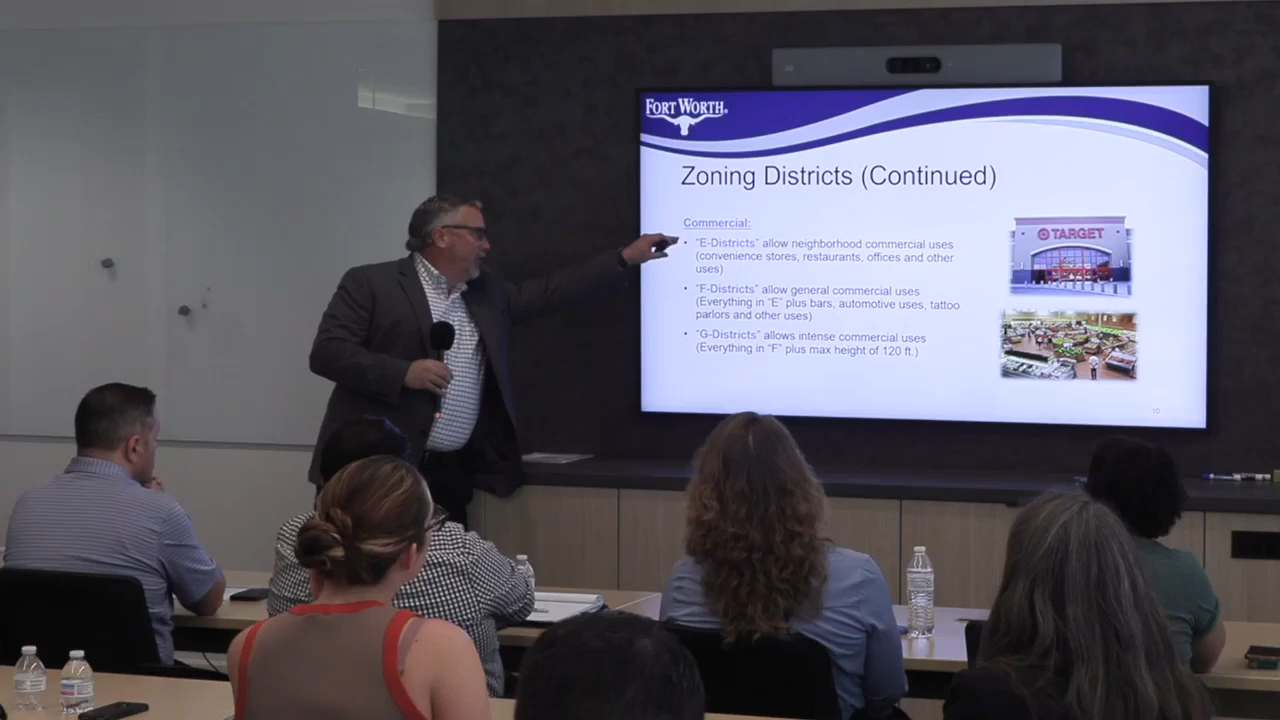 FORT WORTH®
Zoning Districts (Continued)
Commercial:
• “E-Districts” allow neighborhood commercial uses
(convenience stores, restaurants, offices and other
uses)
• “F-Districts” allow general commercial uses
(Everything in “E” plus bars, automotive uses, tattoo
parlors and other uses)
• “G-Districts” allows intense commercial uses
(Everything in “F” plus max height of 120 ft.)
TARGET
10